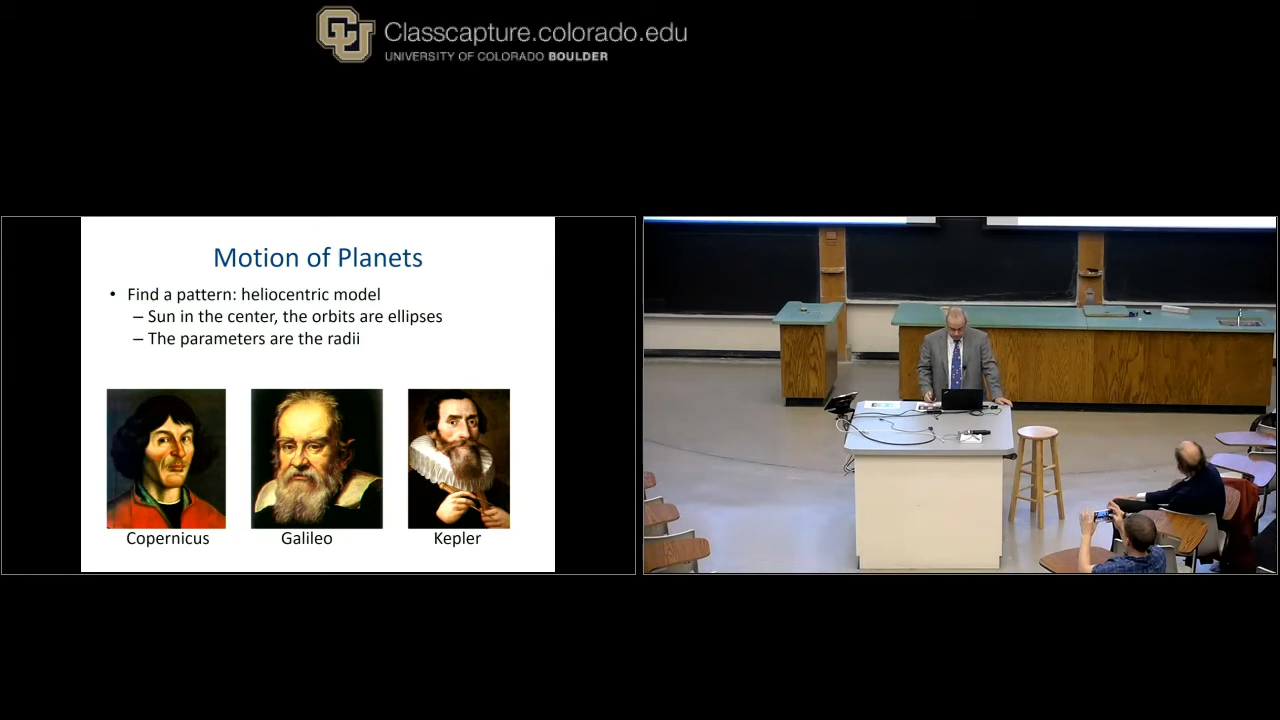 Classcapture.colorado.edu
UNIVERSITY OF COLORADO BOULDER
Motion of Planets
• Find a pattern: heliocentric model
– Sun in the center, the orbits are ellipses
– The parameters are the radii
Copernicus
Galileo
Kepler